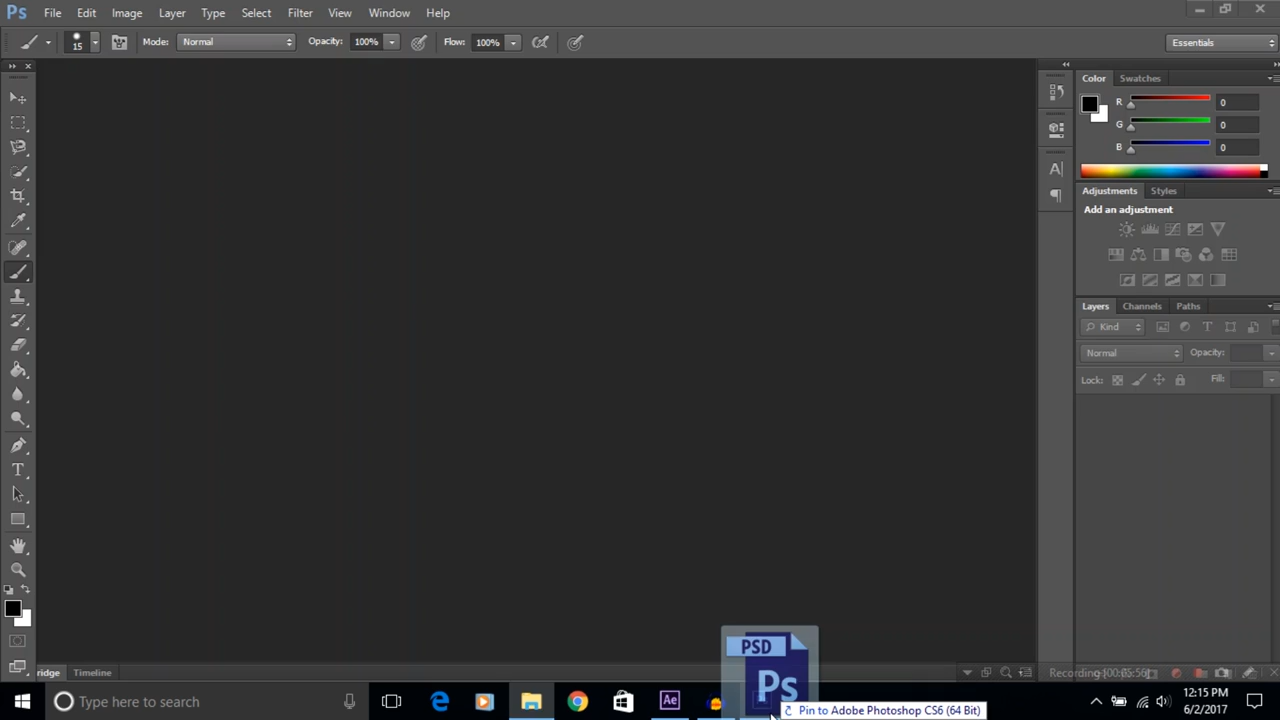 Ps File Edit Image Layer Type Select Filter View Window Help
15 Mode: Normal Opacity: 100% Flow: 100% Essentials
Color Swatches
R 0
G 0
B 0
Adjustments Styles
Add an adjustment
Layers Channels Paths
Kind
Normal Opacity:
Lock: Fill:
ridge Timeline
Recording [00:05:56]
PSD
Ps
Type here to search
Ae
Pin to Adobe Photoshop CS6 (64 Bit)
12:15 PM
6/2/2017